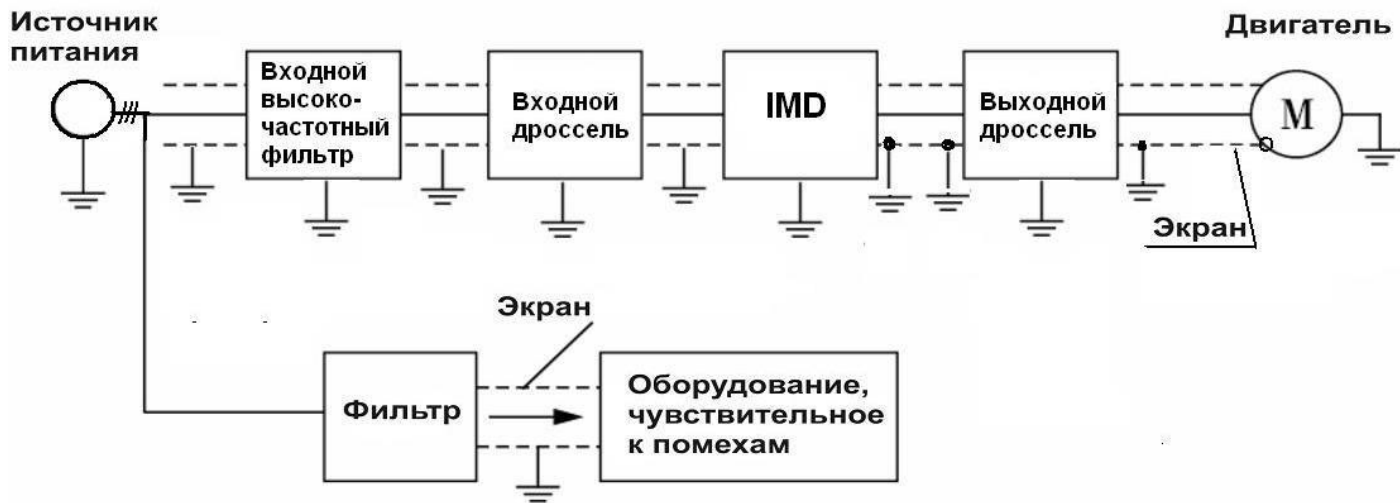 Источник
питания
Двигатель
Входной
высоко-
частотный
фильтр
Входной
дроссель
IMD
Выходной
дроссель
M
Экран
Экран
Фильтр
Оборудование,
чувствительное
к помехам